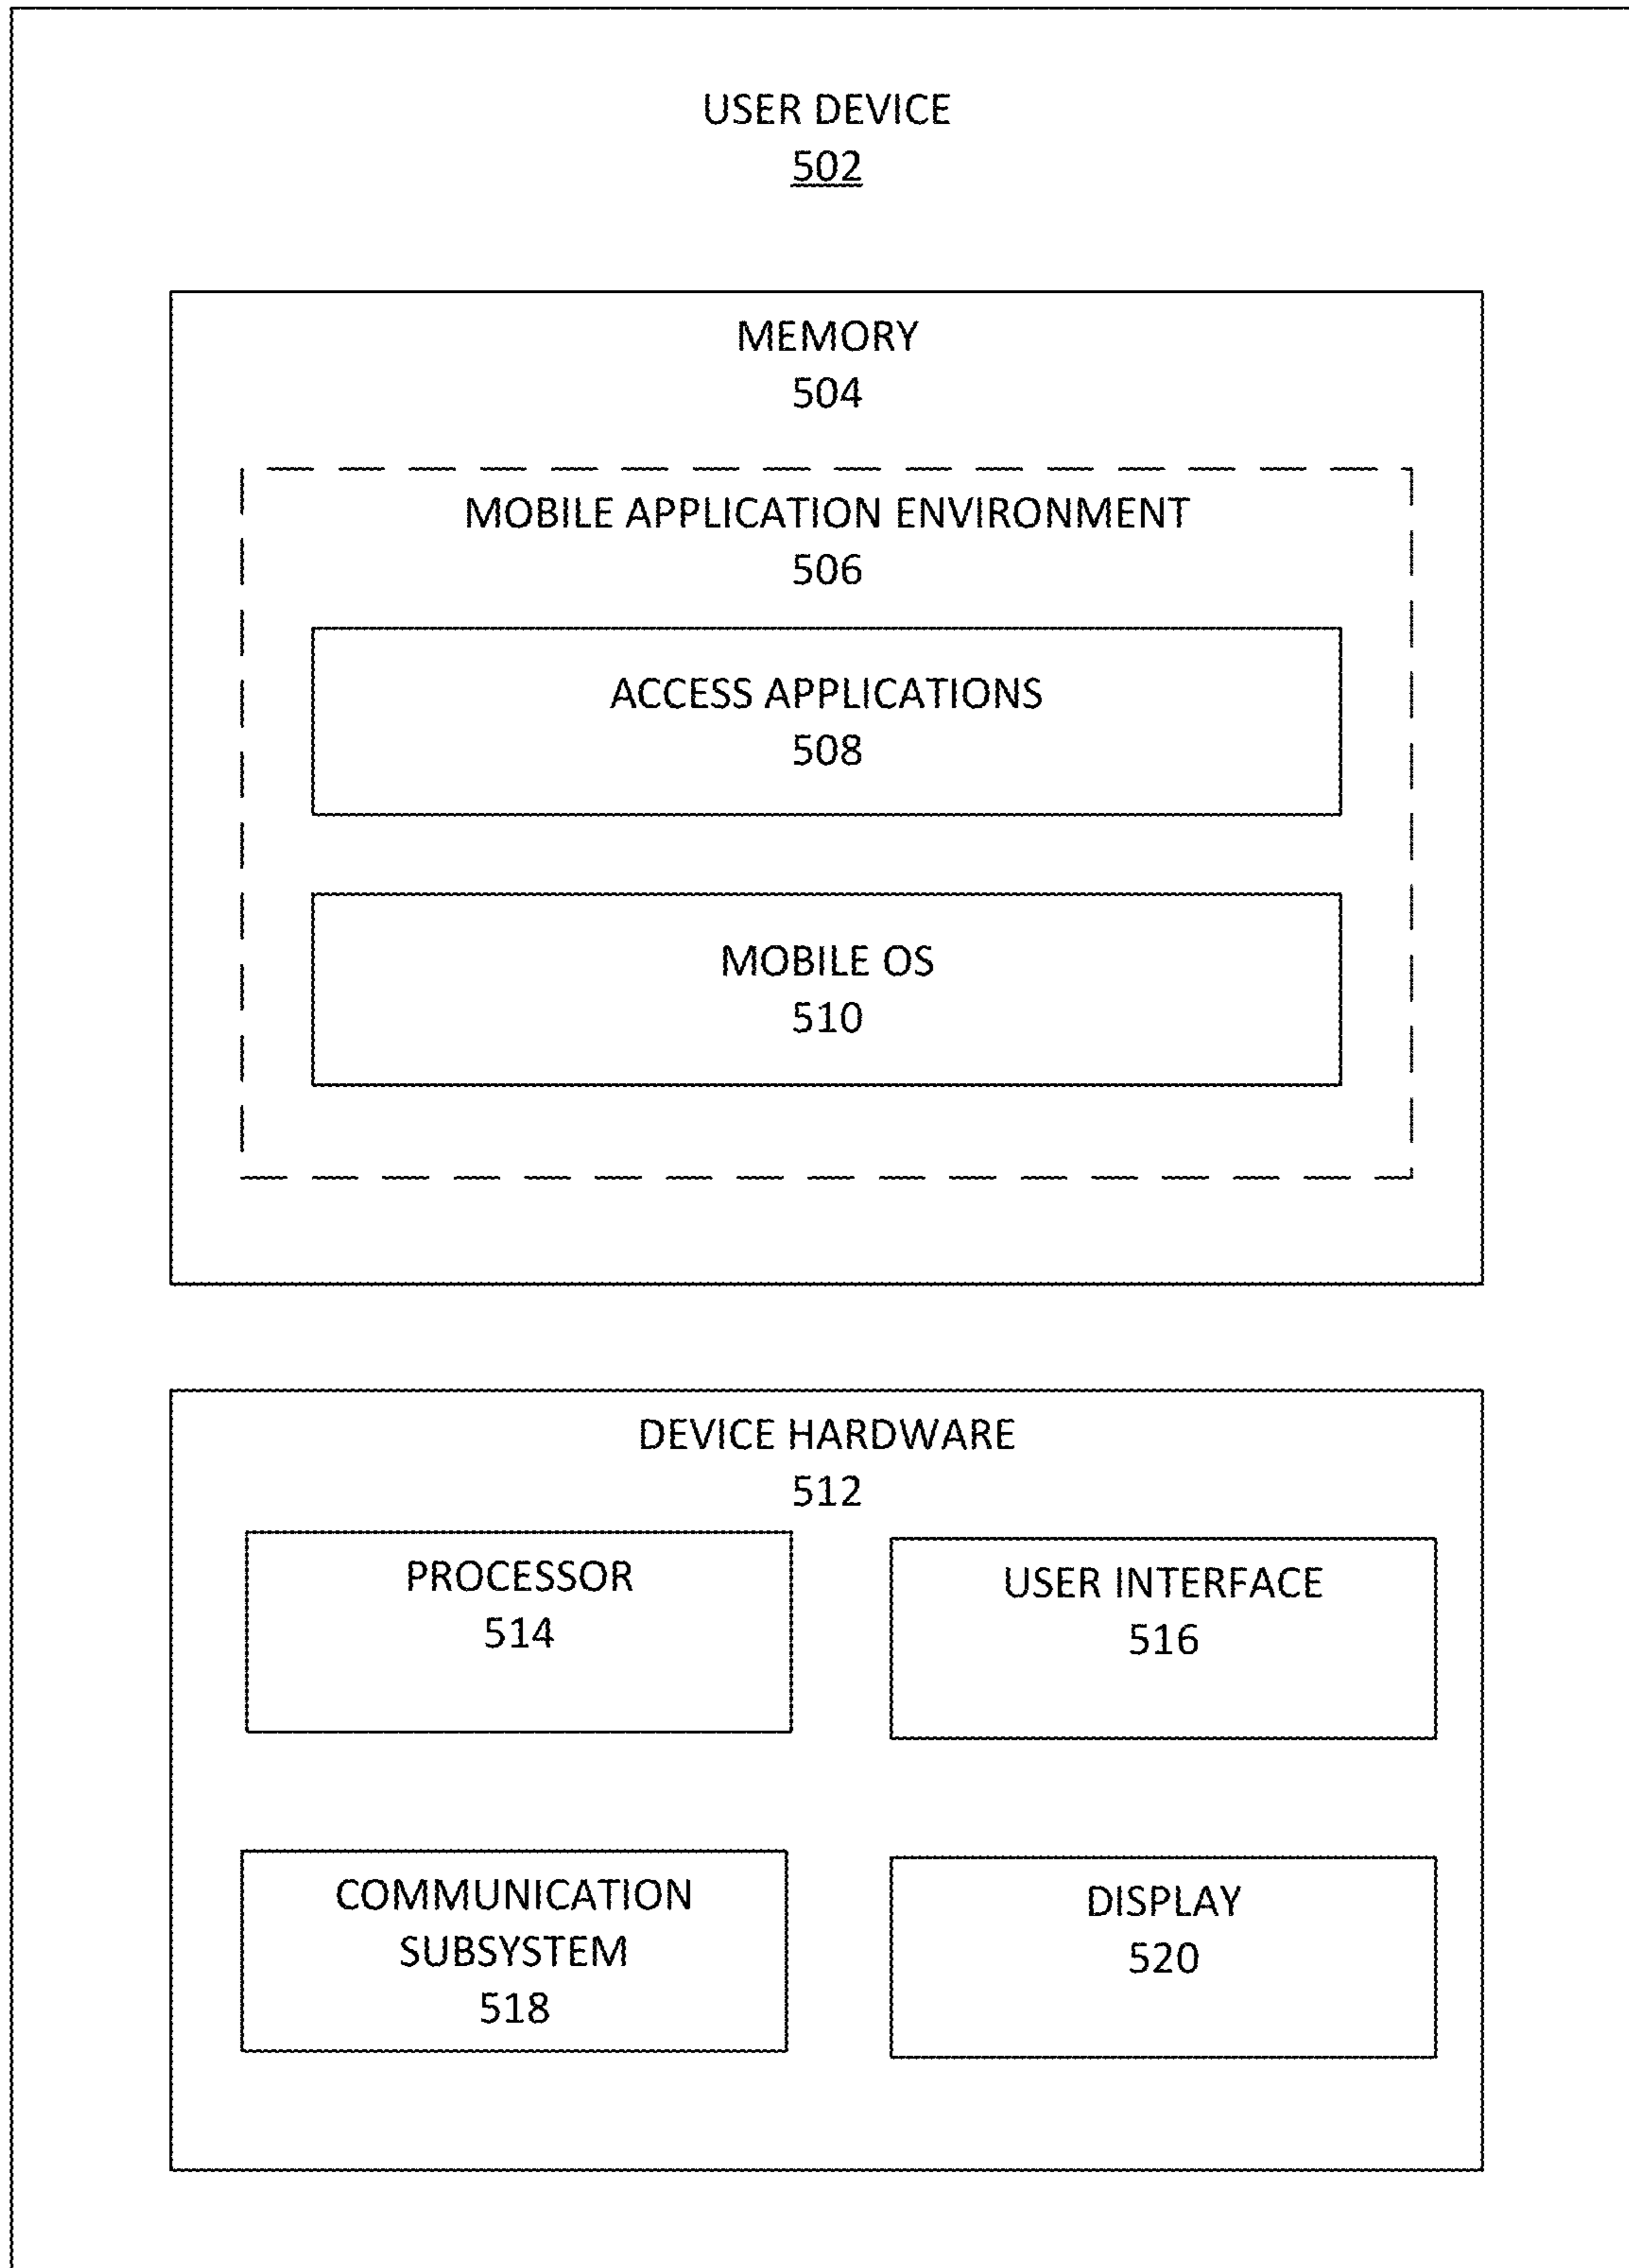 USER DEVICE
502
MEMORY
504
MOBILE APPLICATION ENVIRONMENT
506
ACCESS APPLICATIONS
508
MOBILE OS
510
DEVICE HARDWARE
512
PROCESSOR
514
USER INTERFACE
516
COMMUNICATION
SUBSYSTEM
518
DISPLAY
520